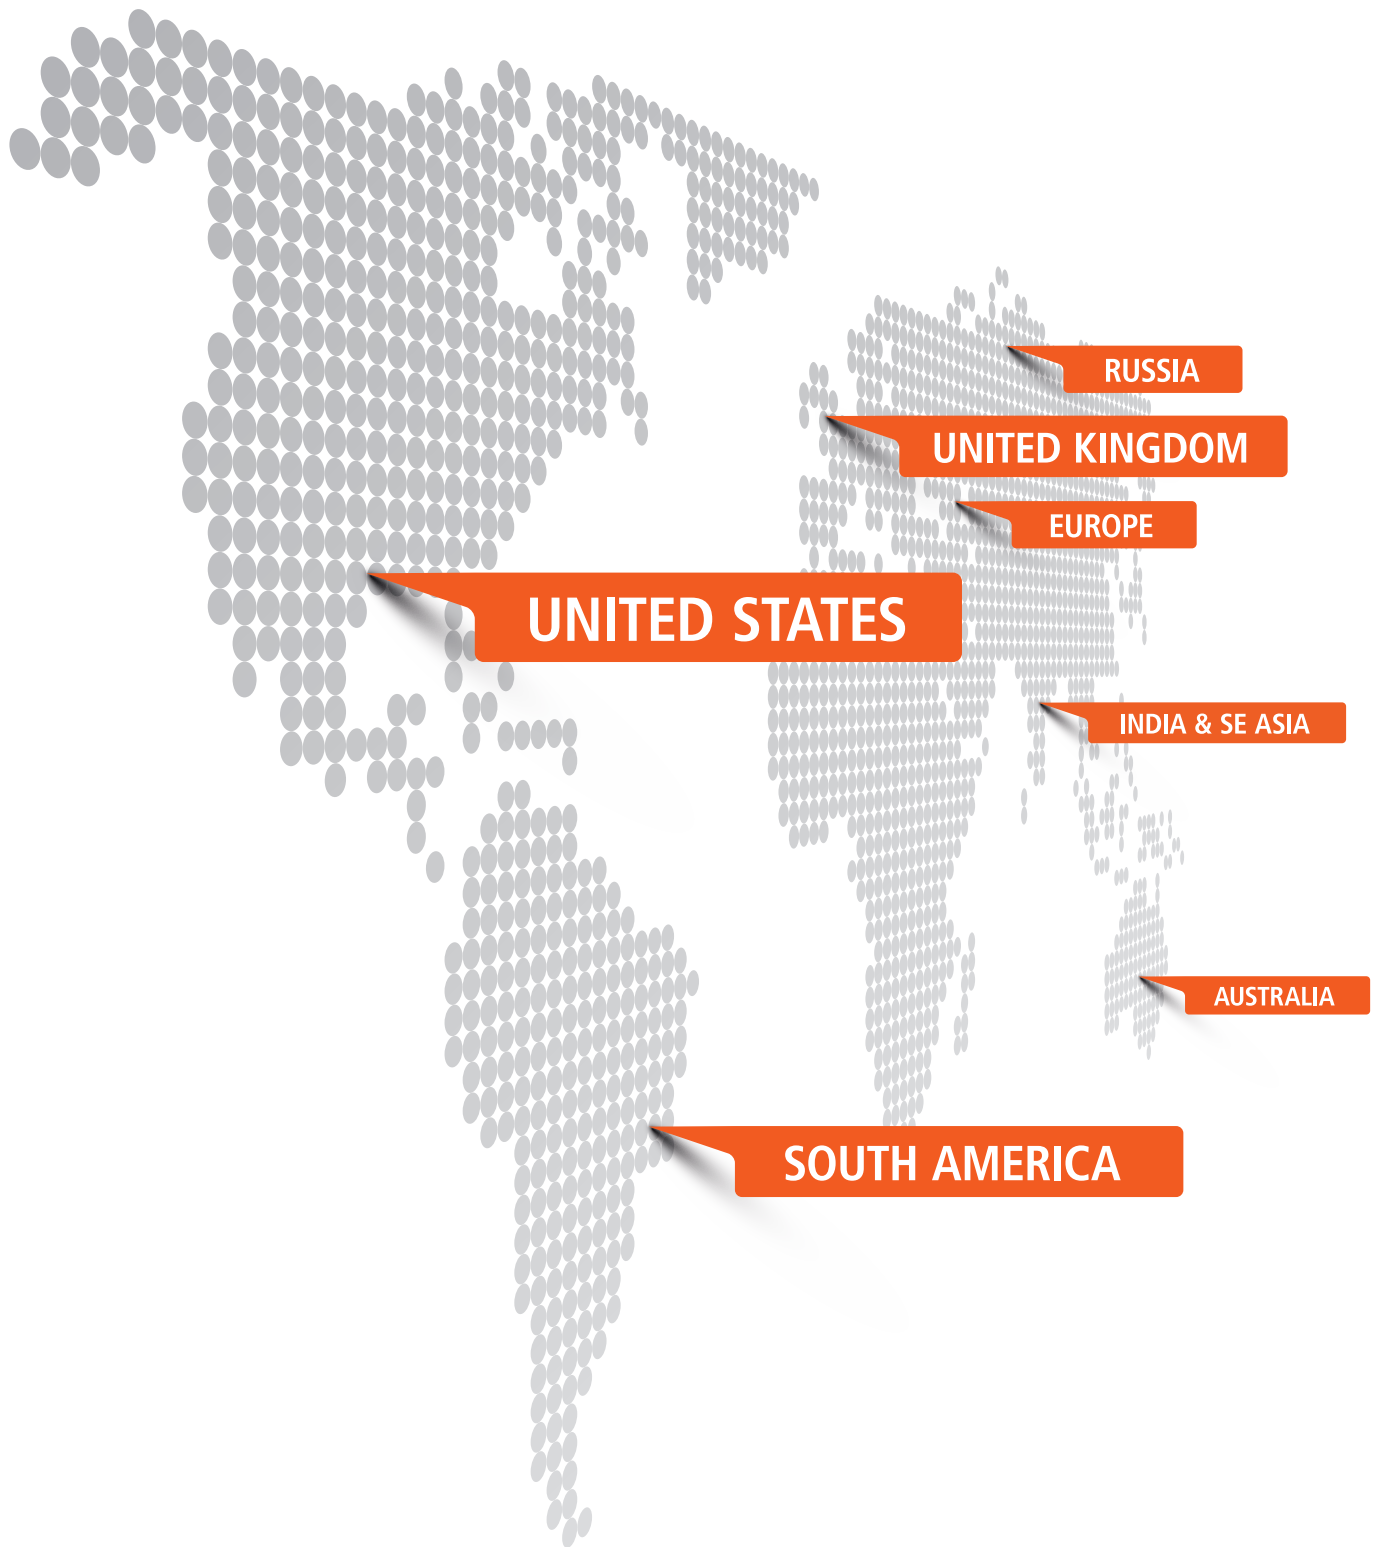 RUSSIA
UNITED KINGDOM
EUROPE
UNITED STATES
INDIA & SE ASIA
AUSTRALIA
SOUTH AMERICA